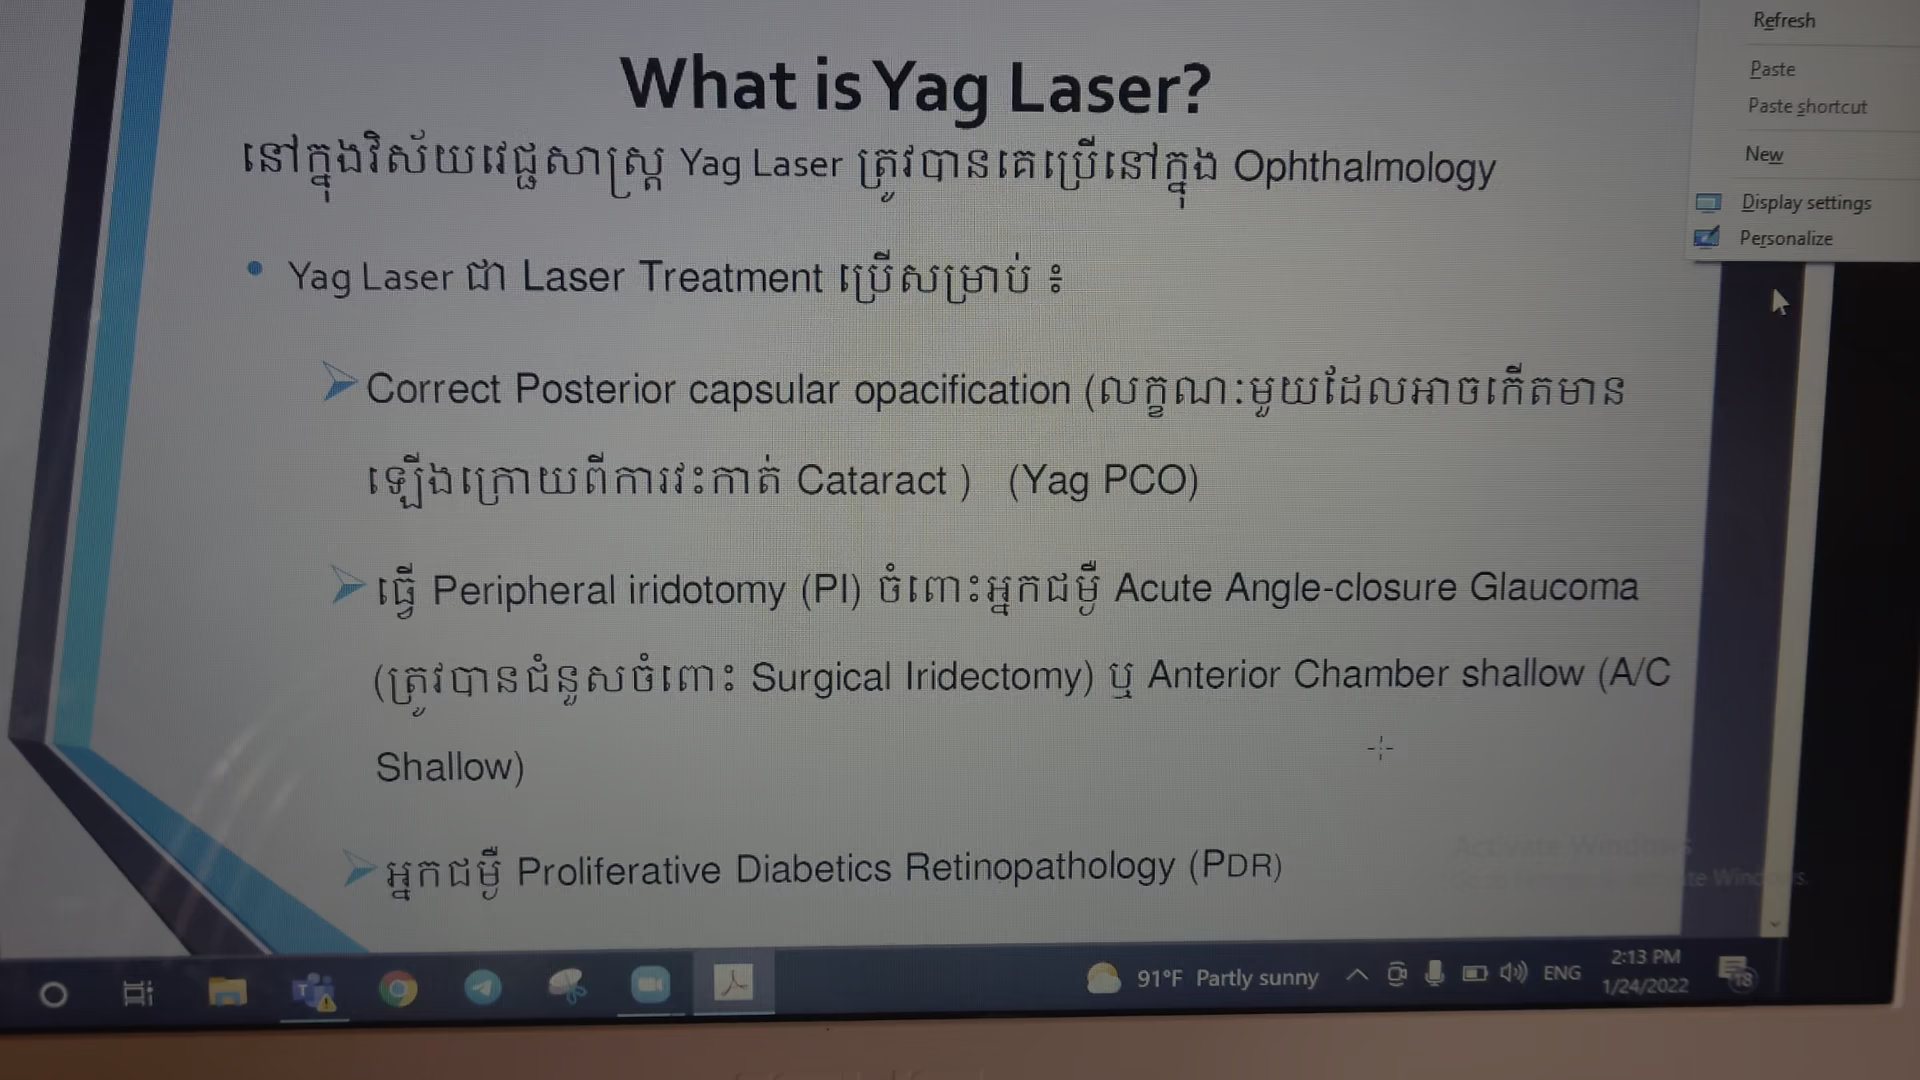 What is Yag Laser?
នៅក្នុងវិស័យវេជ្ជសាស្ត្រ Yag Laser ត្រូវបានគេប្រើនៅក្នុង Ophthalmology
• Yag Laser ជា Laser Treatment ប្រើសម្រាប់ ៖
Correct Posterior capsular opacification (លក្ខណៈមួយដែលអាចកើតមាន
ឡើងក្រោយពីការវះកាត់ Cataract ) (Yag PCO)
ធ្វើ Peripheral iridotomy (PI) ចំពោះអ្នកជម្ងឺ Acute Angle-closure Glaucoma
(ត្រូវបានជំនួសចំពោះ Surgical Iridectomy) ឬ Anterior Chamber shallow (A/C
Shallow)
អ្នកជម្ងឺ Proliferative Diabetics Retinopathology (PDR)
Refresh
Paste
Paste shortcut
New
Display settings
Personalize
Activate Windows
91°F Partly sunny
ENG
2:13 PM
1/24/2022
18